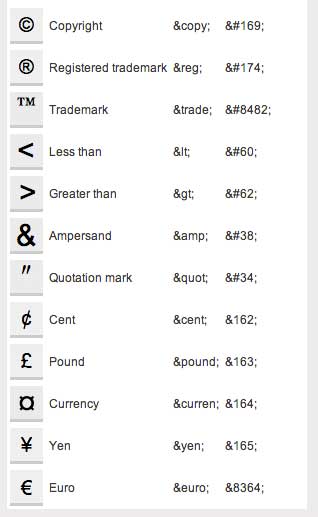 © Copyright &copy; &#169;
® Registered trademark &reg; &#174;
™ Trademark &trade; &#8482;
< Less than &lt; &#60;
> Greater than &gt; &#62;
& Ampersand &amp; &#38;
" Quotation mark &quot; &#34;
¢ Cent &cent; &162;
£ Pound &pound; &163;
¤ Currency &curren; &164;
¥ Yen &yen; &165;
€ Euro &euro; &8364;